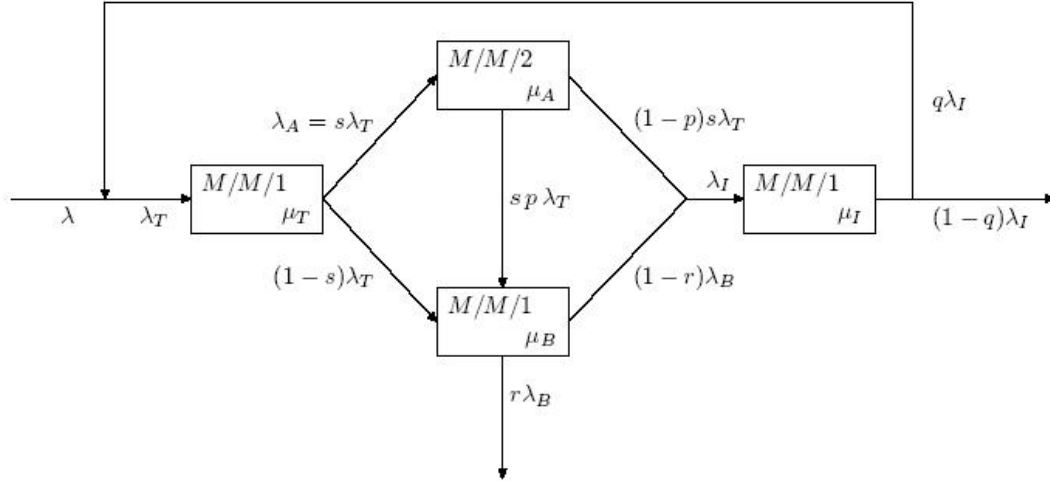 M/M/2
μ_A
qλ_I
λ_A = sλ_T
(1 − p)sλ_T
M/M/1
μ_T
s p λ_T
λ_I
M/M/1
μ_I
λ
λ_T
(1 − q)λ_I
(1 − s)λ_T
(1 − r)λ_B
M/M/1
μ_B
rλ_B